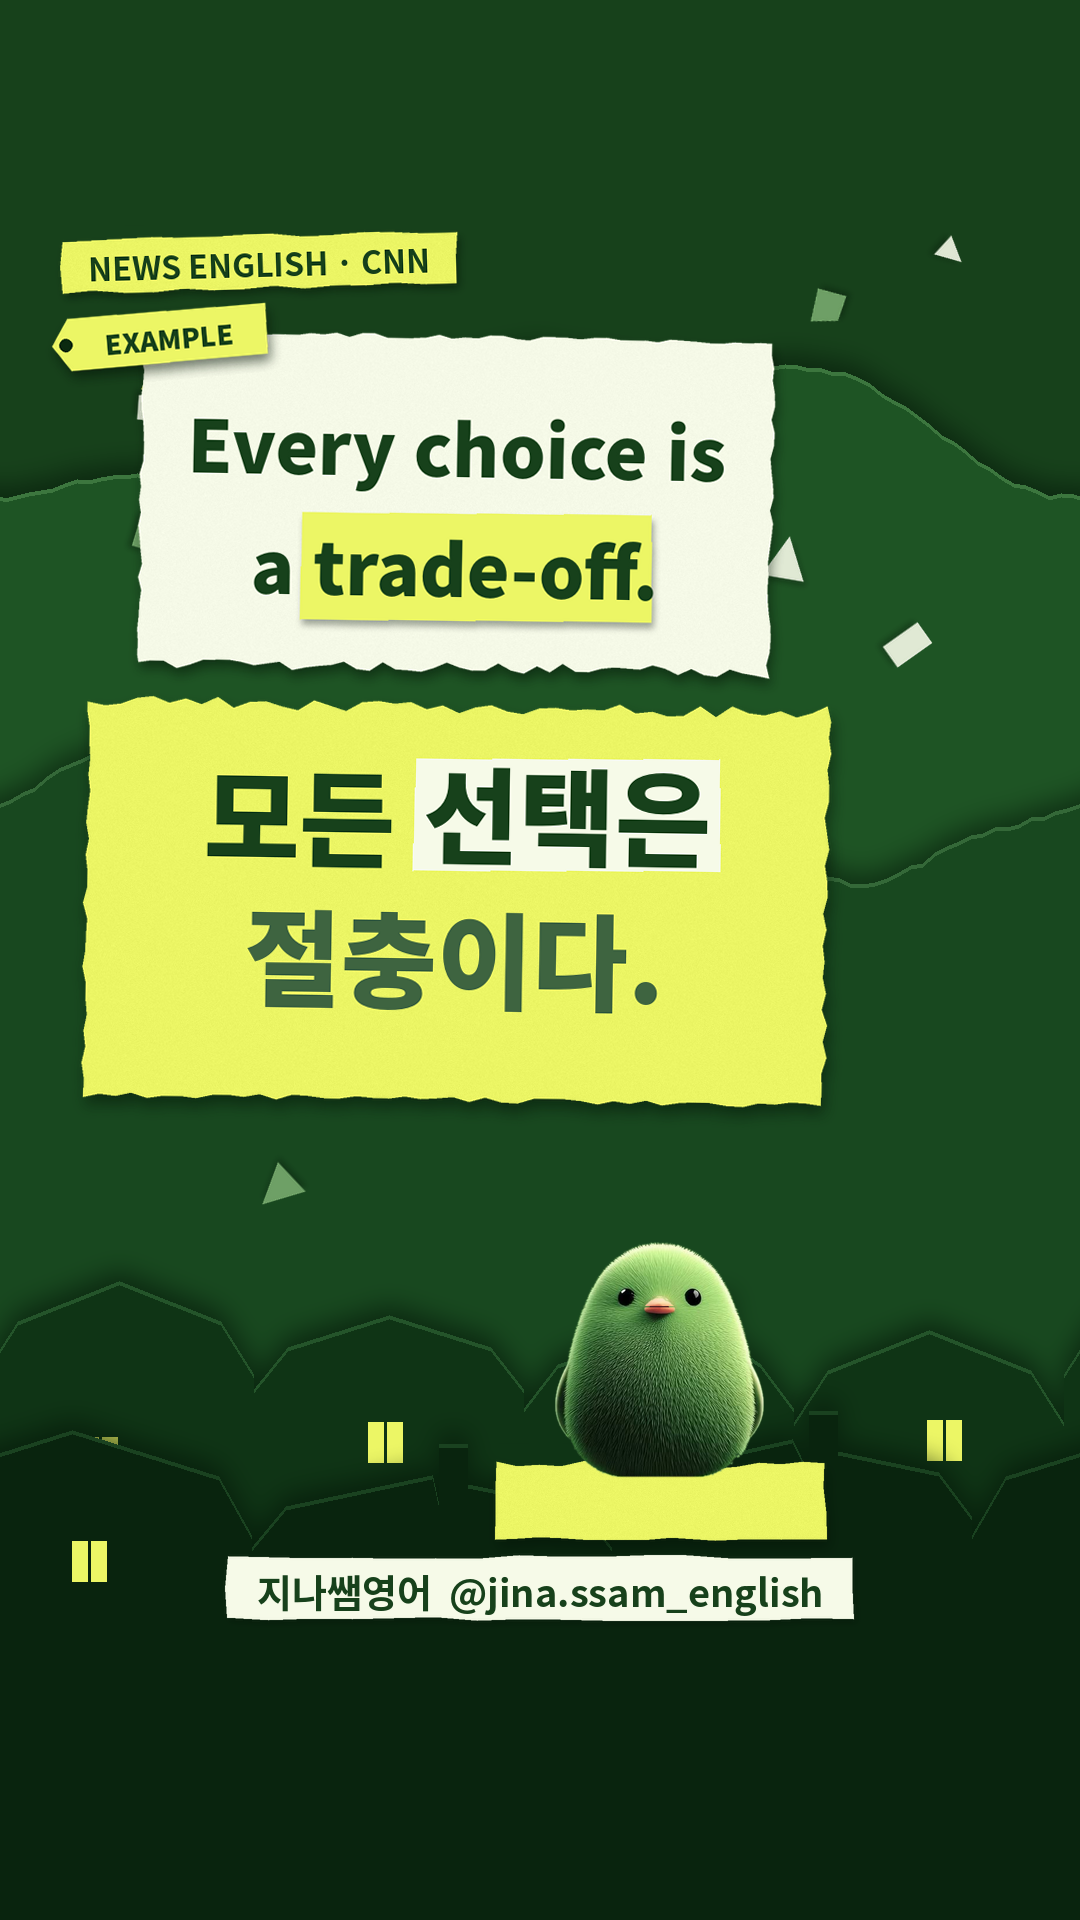 NEWS ENGLISH · CNN
EXAMPLE
Every choice is
a trade-off.
모든 선택은
절충이다.
지나쌤영어 @jina.ssam_english